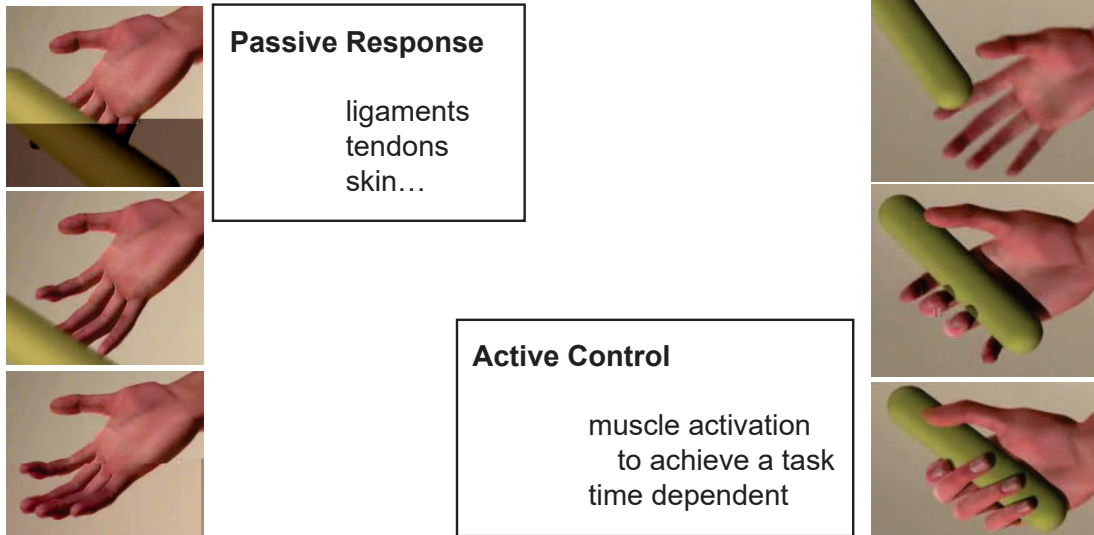 Passive Response
ligaments
tendons
skin…
Active Control
muscle activation
to achieve a task
time dependent